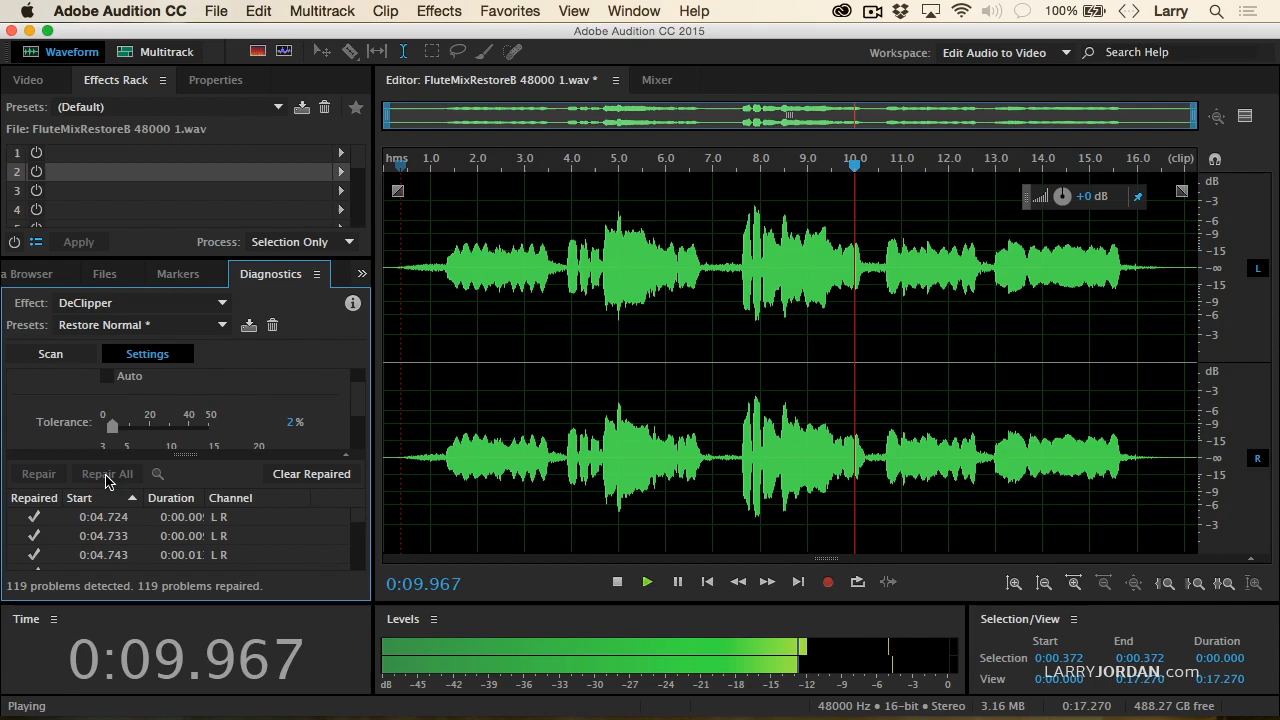 Adobe Audition CC File Edit Multitrack Clip Effects Favorites View Window Help 100% Larry
Adobe Audition CC 2015
Waveform Multitrack Workspace: Edit Audio to Video Search Help
Video Effects Rack Properties Editor: FluteMixRestoreB 48000 1.wav * Mixer
Presets: (Default)
File: FluteMixRestoreB 48000 1.wav
1
2
3
4
Apply Process: Selection Only
hms 1.0 2.0 3.0 4.0 5.0 6.0 7.0 8.0 9.0 10.0 11.0 12.0 13.0 14.0 15.0 16.0 (clip)
+0 dB
dB
-3
-6
-9
-15
-∞
-15
-9
-6
-3
L
dB
-3
-6
-9
-15
-∞
-15
-9
-6
-3
R
a Browser Files Markers Diagnostics
Effect: DeClipper
Presets: Restore Normal *
Scan Settings
Auto
0 20 40 50
Tolerance: 2 %
3 5 10 15 20
Repair Repair All Clear Repaired
Repaired Start Duration Channel
0:04.724 0:00.009 L R
0:04.733 0:00.009 L R
0:04.743 0:00.01 L R
119 problems detected. 119 problems repaired.
0:09.967
Time
0:09.967
Levels
dB -45 -42 -39 -36 -33 -30 -27 -24 -21 -18 -15 -12 -9 -6 -3 0
Selection/View
Start End Duration
Selection 0:00.372 0:00.372 0:00.000
View 0:00.000 0:17.270 0:17.270
LARRYJORDAN.com
Playing 48000 Hz • 16-bit • Stereo 3.16 MB 0:17.270 488.27 GB free